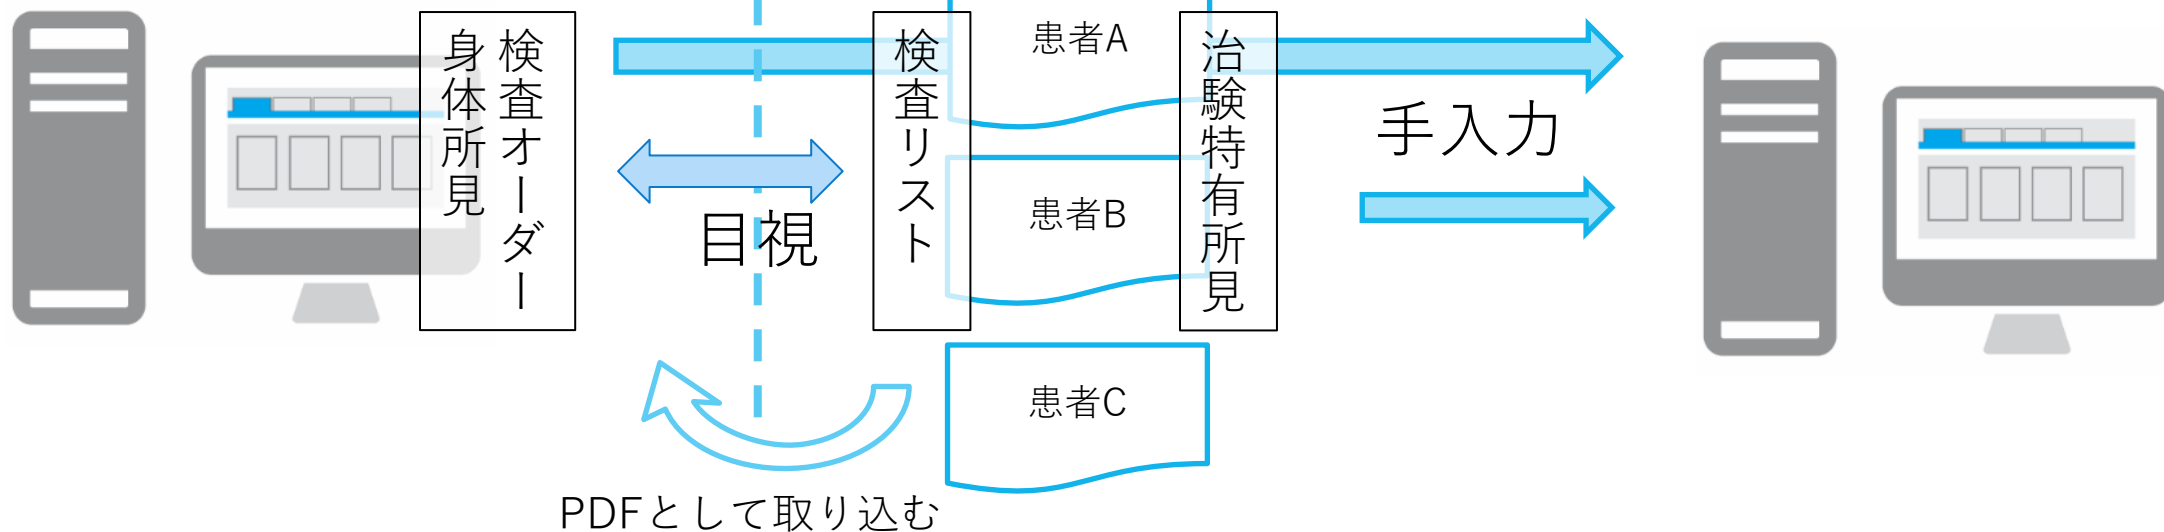 検査オーダー
身体所見
目視
検査リスト
患者A
患者B
患者C
治験特有所見
手入力
PDFとして取り込む